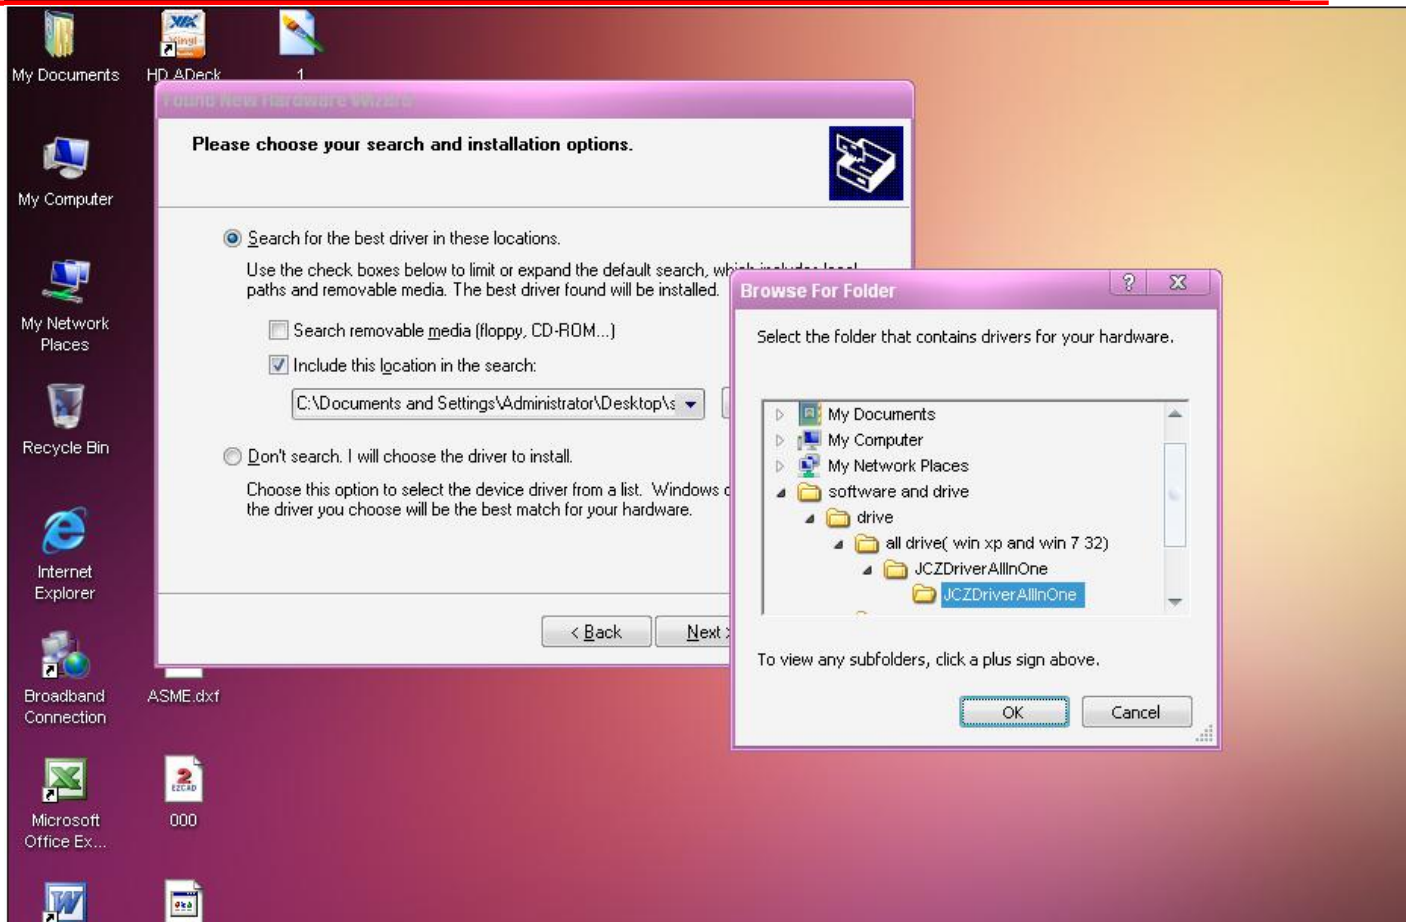 My Documents
HD ADeck
1
My Computer
My Network
Places
Recycle Bin
Internet
Explorer
Broadband
Connection
ASME.dxf
Microsoft
Office Ex...
2
EZCAD
000
Found New Hardware Wizard
Please choose your search and installation options.
Search for the best driver in these locations.
Use the check boxes below to limit or expand the default search, which includes local
paths and removable media. The best driver found will be installed.
Search removable media (floppy, CD-ROM...)
Include this location in the search:
C:\Documents and Settings\Administrator\Desktop\s
Don't search. I will choose the driver to install.
Choose this option to select the device driver from a list. Windows
the driver you choose will be the best match for your hardware.
< Back
Next >
Browse For Folder
Select the folder that contains drivers for your hardware.
My Documents
My Computer
My Network Places
software and drive
drive
all drive( win xp and win 7 32)
JCZDriverAllInOne
JCZDriverAllInOne
To view any subfolders, click a plus sign above.
OK
Cancel